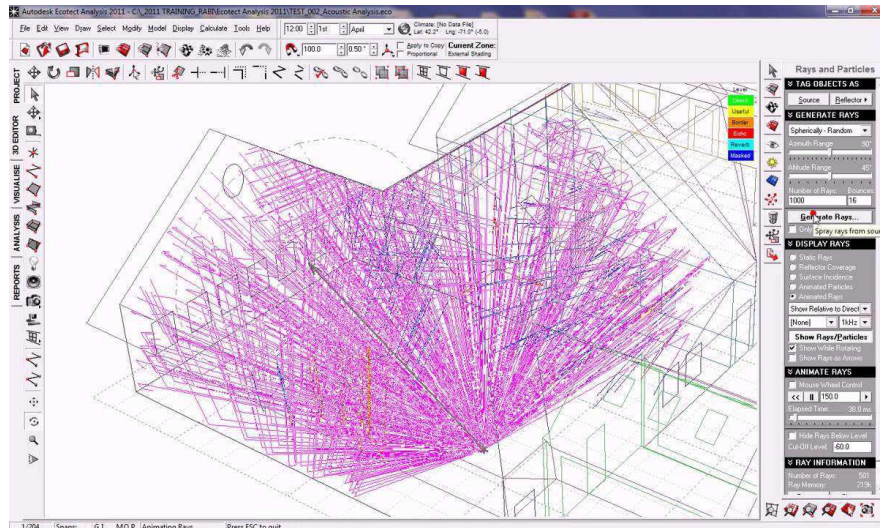 Autodesk Ecotect Analysis 2011 - C:\_2011 TRAINING_RABI\Ecotect Analysis 2011\TEST_002_Acoustic Analysis.eco
File Edit View Draw Select Modify Model Display Calculate Tools Help
12:00 1st April
Climate: [No Data File]
Lat: 42.2° Lng: -71.0° (-5.0)
100.0 0.50°
Apply to Copy
Proportional
Current Zone:
External Shading
PROJECT
3D EDITOR
VISUALISE
ANALYSIS
REPORTS
Level
Direct
Useful
Border
Echo
Reverb
Masked
Rays and Particles
TAG OBJECTS AS
Source Reflector
GENERATE RAYS
Spherically - Random
Azimuth Range 90°
Altitude Range 45°
Number of Rays: Bounces:
1000 16
Generate Rays...
Only
Spray rays from sour
DISPLAY RAYS
Static Rays
Reflector Coverage
Surface Incidence
Animated Particles
Animated Rays
Show Relative to Direct
[None] 1kHz
Show Rays/Particles
Show While Rotating
Show Rays as Arrows
ANIMATE RAYS
Mouse Wheel Control
<< || 150.0
Elapsed Time: 38.0 ms
Hide Rays Below Level
Cut-Off Level: -60.0
RAY INFORMATION
Number of Rays: 501
Ray Memory: 219k
1/204 Snaps: G I M O P Animating Rays Press ESC to quit